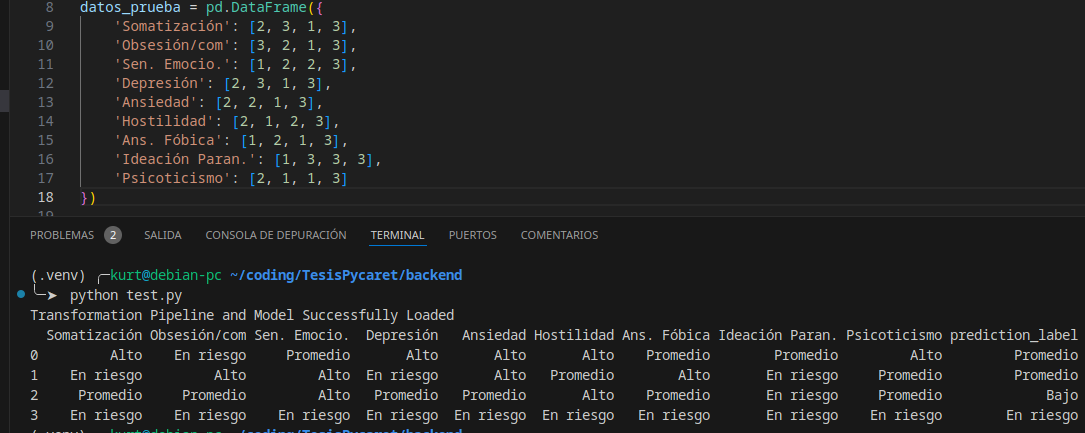 8 datos_prueba = pd.DataFrame({
9 'Somatización': [2, 3, 1, 3],
10 'Obsesión/com': [3, 2, 1, 3],
11 'Sen. Emocio.': [1, 2, 2, 3],
12 'Depresión': [2, 3, 1, 3],
13 'Ansiedad': [2, 2, 1, 3],
14 'Hostilidad': [2, 1, 2, 3],
15 'Ans. Fóbica': [1, 2, 1, 3],
16 'Ideación Paran.': [1, 3, 3, 3],
17 'Psicoticismo': [2, 1, 1, 3]
18 })
19
PROBLEMAS 2 SALIDA CONSOLA DE DEPURACIÓN TERMINAL PUERTOS COMENTARIOS
(.venv) ╭─kurt@debian-pc ~/coding/TesisPycaret/backend
╰─➤ python test.py
Transformation Pipeline and Model Successfully Loaded
Somatización Obsesión/com Sen. Emocio. Depresión Ansiedad Hostilidad Ans. Fóbica Ideación Paran. Psicoticismo prediction_label
0 Alto En riesgo Promedio Alto Alto Alto Promedio Promedio Alto Promedio
1 En riesgo Alto Alto En riesgo Alto Promedio Alto En riesgo Promedio Promedio
2 Promedio Promedio Alto Promedio Promedio Alto Promedio En riesgo Promedio Bajo
3 En riesgo En riesgo En riesgo En riesgo En riesgo En riesgo En riesgo En riesgo En riesgo En riesgo
(.venv) ╭─kurt@debian-pc ~/coding/TesisPycaret/backend